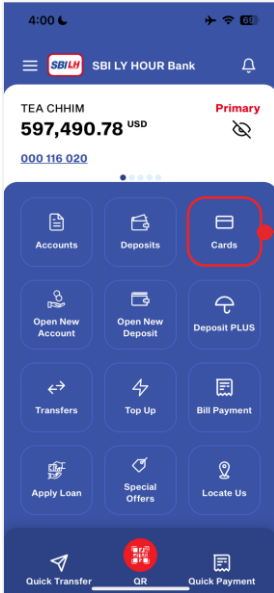 4:00
SBI LH SBI LY HOUR Bank
TEA CHHIM Primary
597,490.78 USD
000 116 020
Accounts Deposits Cards
Open New Account Open New Deposit Deposit PLUS
Transfers Top Up Bill Payment
Apply Loan Special Offers Locate Us
Quick Transfer QR Quick Payment